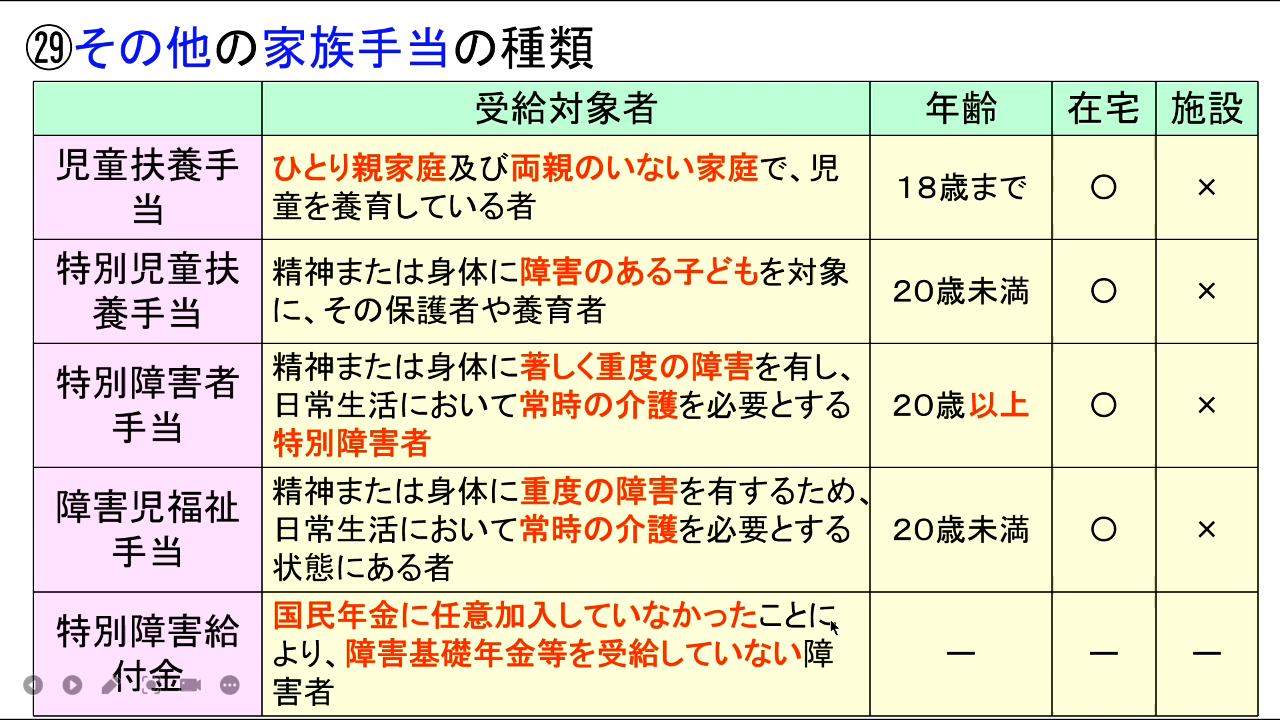 ㉙その他の家族手当の種類
受給対象者 年齢 在宅 施設
児童扶養手
当
ひとり親家庭及び両親のいない家庭で、児
童を養育している者
18歳まで ○ ×
特別児童扶
養手当
精神または身体に障害のある子どもを対象
に、その保護者や養育者
20歳未満 ○ ×
特別障害者
手当
精神または身体に著しく重度の障害を有し、
日常生活において常時の介護を必要とする
特別障害者
20歳以上 ○ ×
障害児福祉
手当
精神または身体に重度の障害を有するため、
日常生活において常時の介護を必要とする
状態にある者
20歳未満 ○ ×
特別障害給
付金
国民年金に任意加入していなかったことに
より、障害基礎年金等を受給していない障
害者
ー ー ー